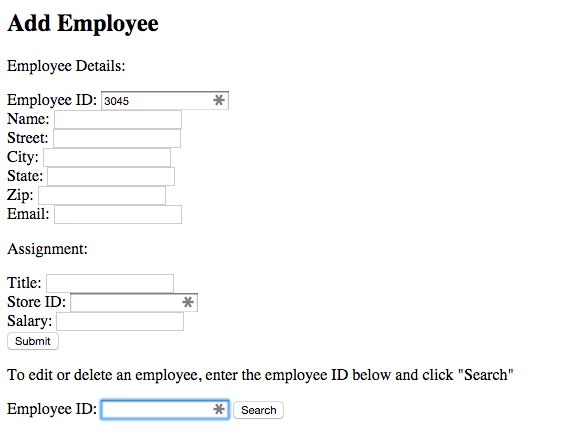 Add Employee
Employee Details:
Employee ID: 3045
Name:
Street:
City:
State:
Zip:
Email:
Assignment:
Title:
Store ID:
Salary:
Submit
To edit or delete an employee, enter the employee ID below and click "Search"
Employee ID: Search